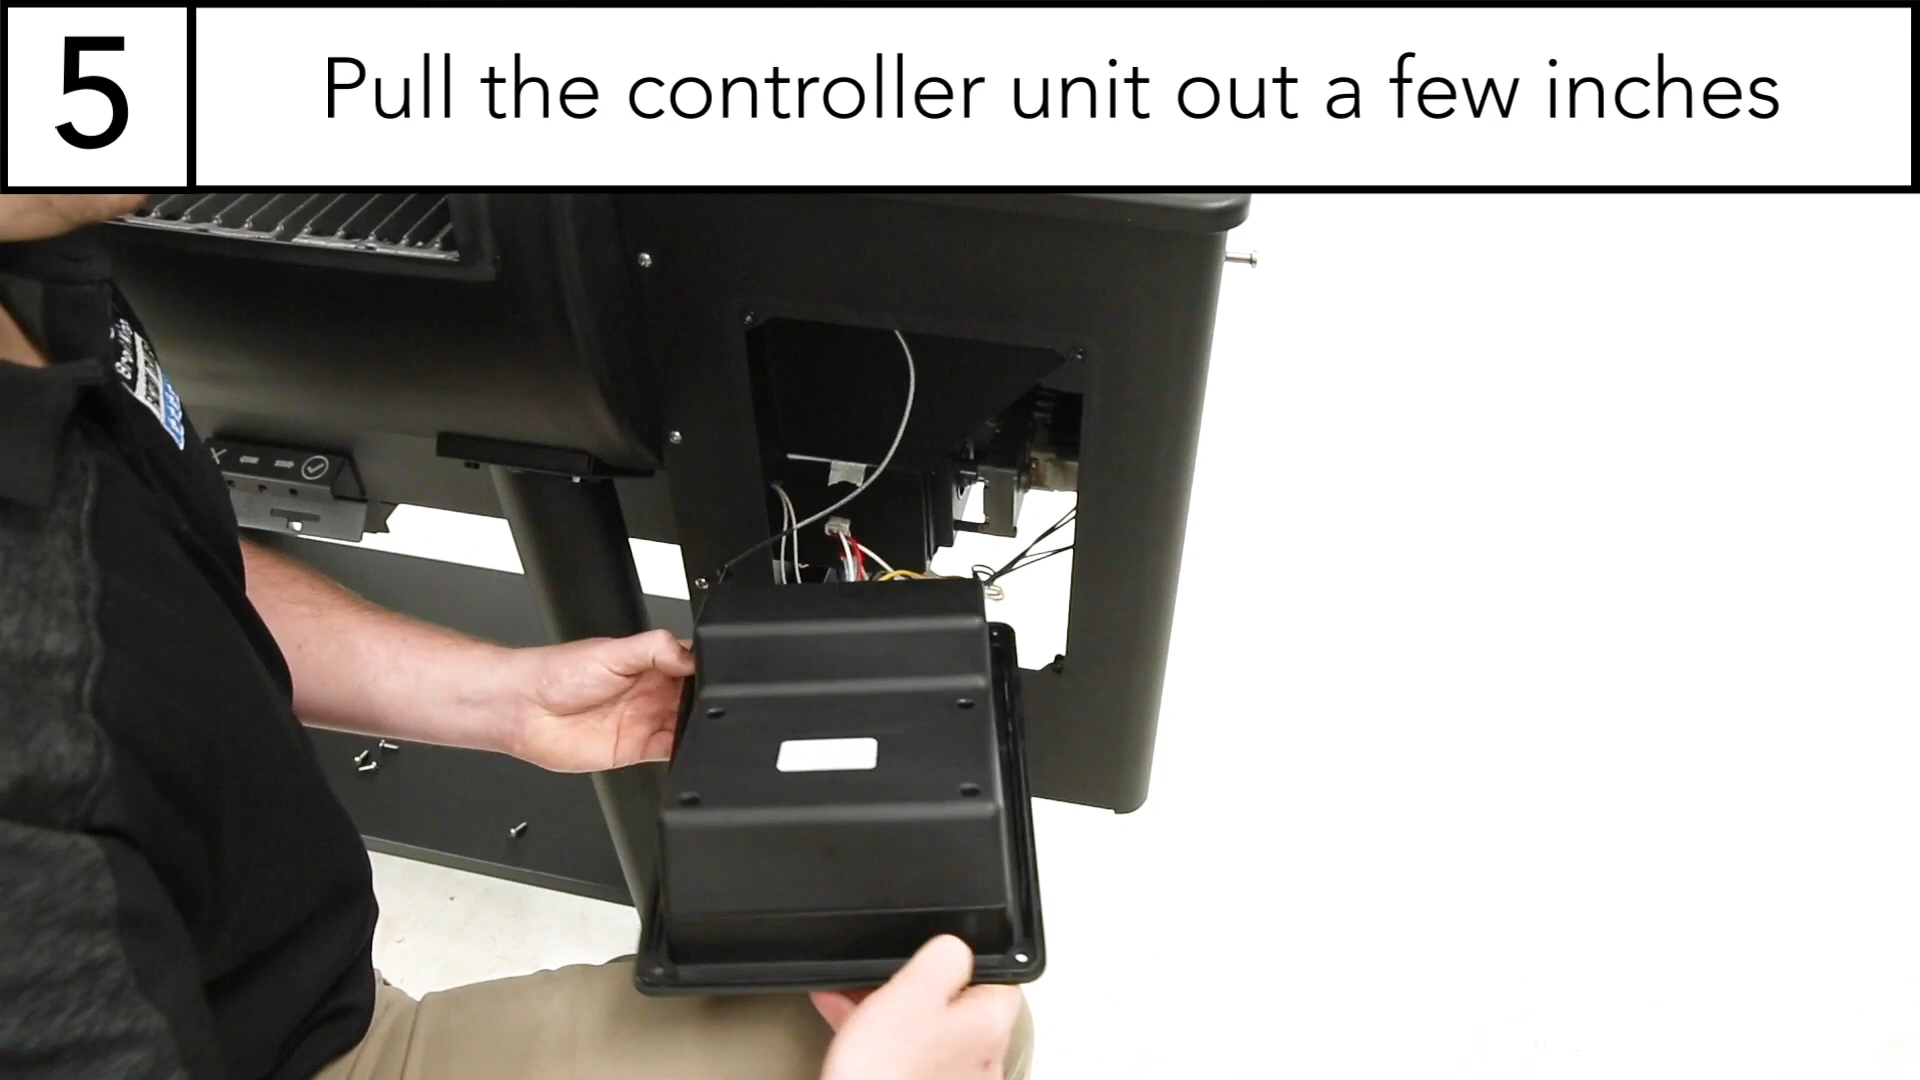 5
Pull the controller unit out a few inches